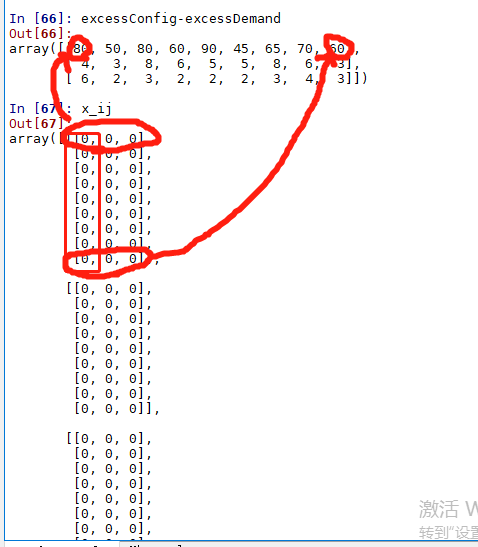 In [66]: excessConfig-excessDemand
Out[66]:
array([[80, 50, 80, 60, 90, 45, 65, 70, 60],
[ 4, 3, 8, 6, 5, 5, 8, 6, 3],
[ 6, 2, 3, 2, 2, 2, 3, 4, 3]])
In [67]: x_ij
Out[67]:
array([[[0, 0, 0],
[0, 0, 0],
[0, 0, 0],
[0, 0, 0],
[0, 0, 0],
[0, 0, 0],
[0, 0, 0],
[0, 0, 0],
[0, 0, 0]],
[[0, 0, 0],
[0, 0, 0],
[0, 0, 0],
[0, 0, 0],
[0, 0, 0],
[0, 0, 0],
[0, 0, 0],
[0, 0, 0],
[0, 0, 0]],
[[0, 0, 0],
[0, 0, 0],
[0, 0, 0],
[0, 0, 0],
[0, 0, 0],
[0, 0, 0],
[0, 0, 0],
激活 W
转到"设置